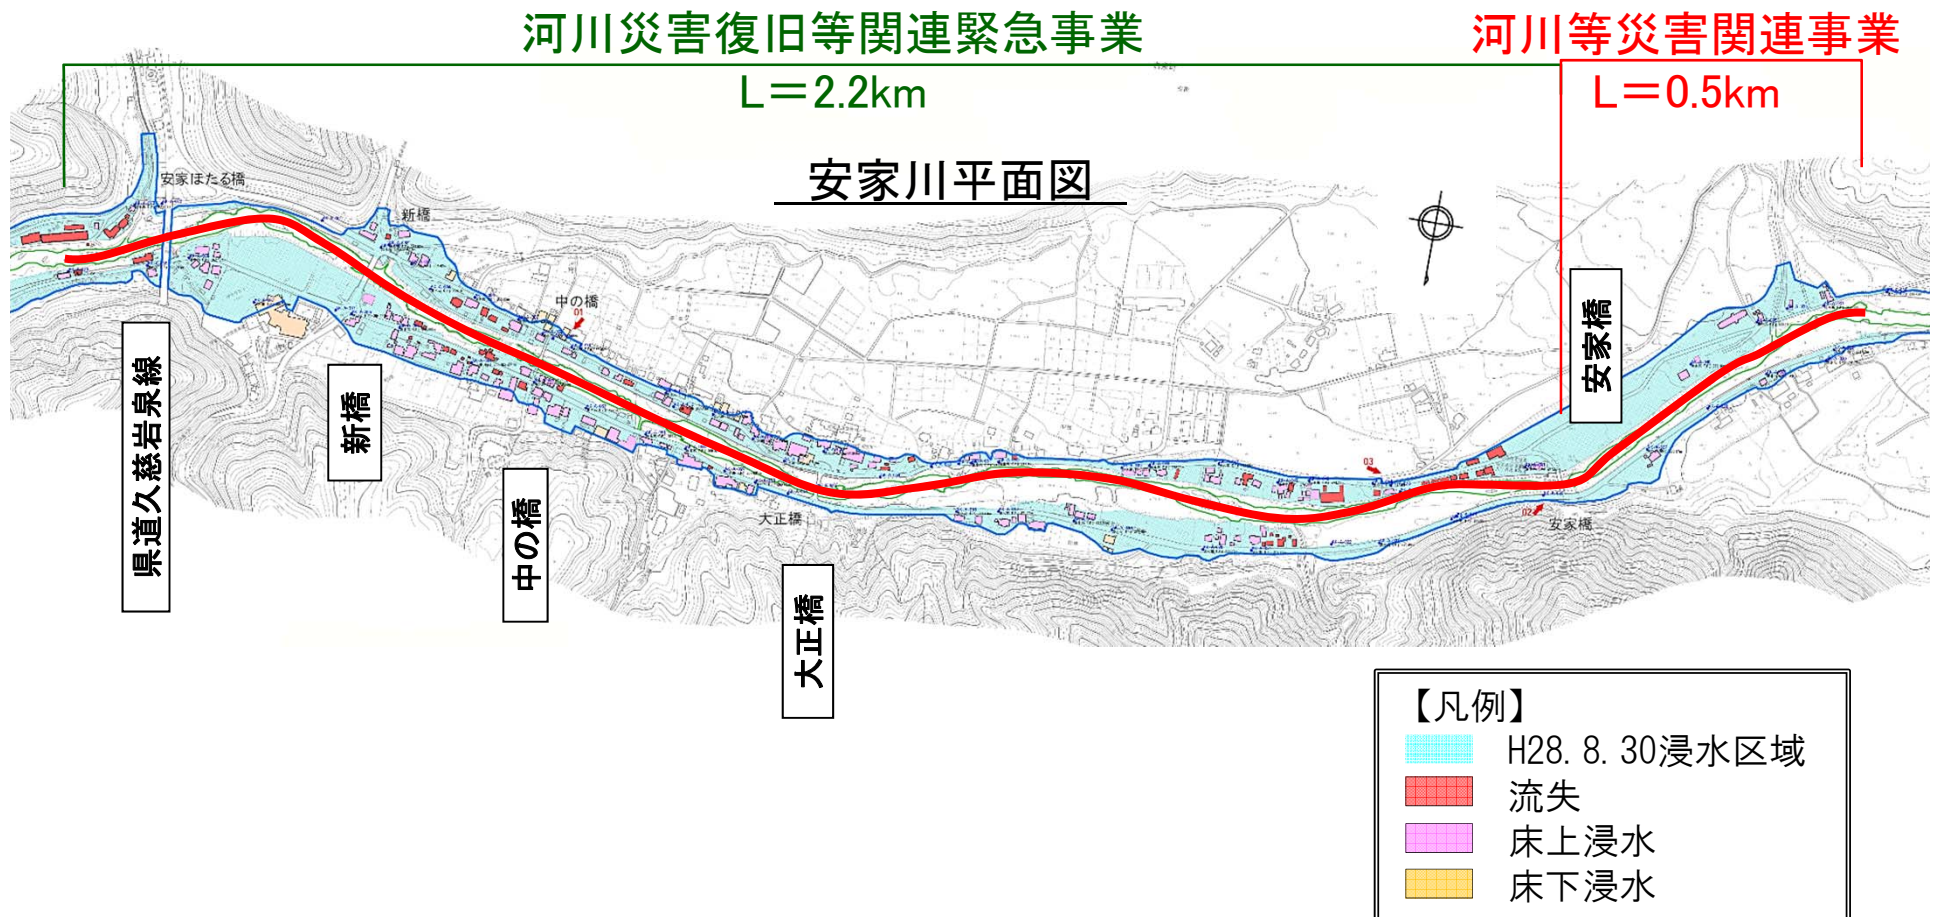 河川災害復旧等関連緊急事業
L=2.2km
河川等災害関連事業
L=0.5km
安家川平面図
安家ほたる橋
新橋
中の橋
01
大正橋
03
02
安家橋
県道久慈岩泉線
新橋
中の橋
大正橋
安家橋
【凡例】
H28.8.30浸水区域
流失
床上浸水
床下浸水